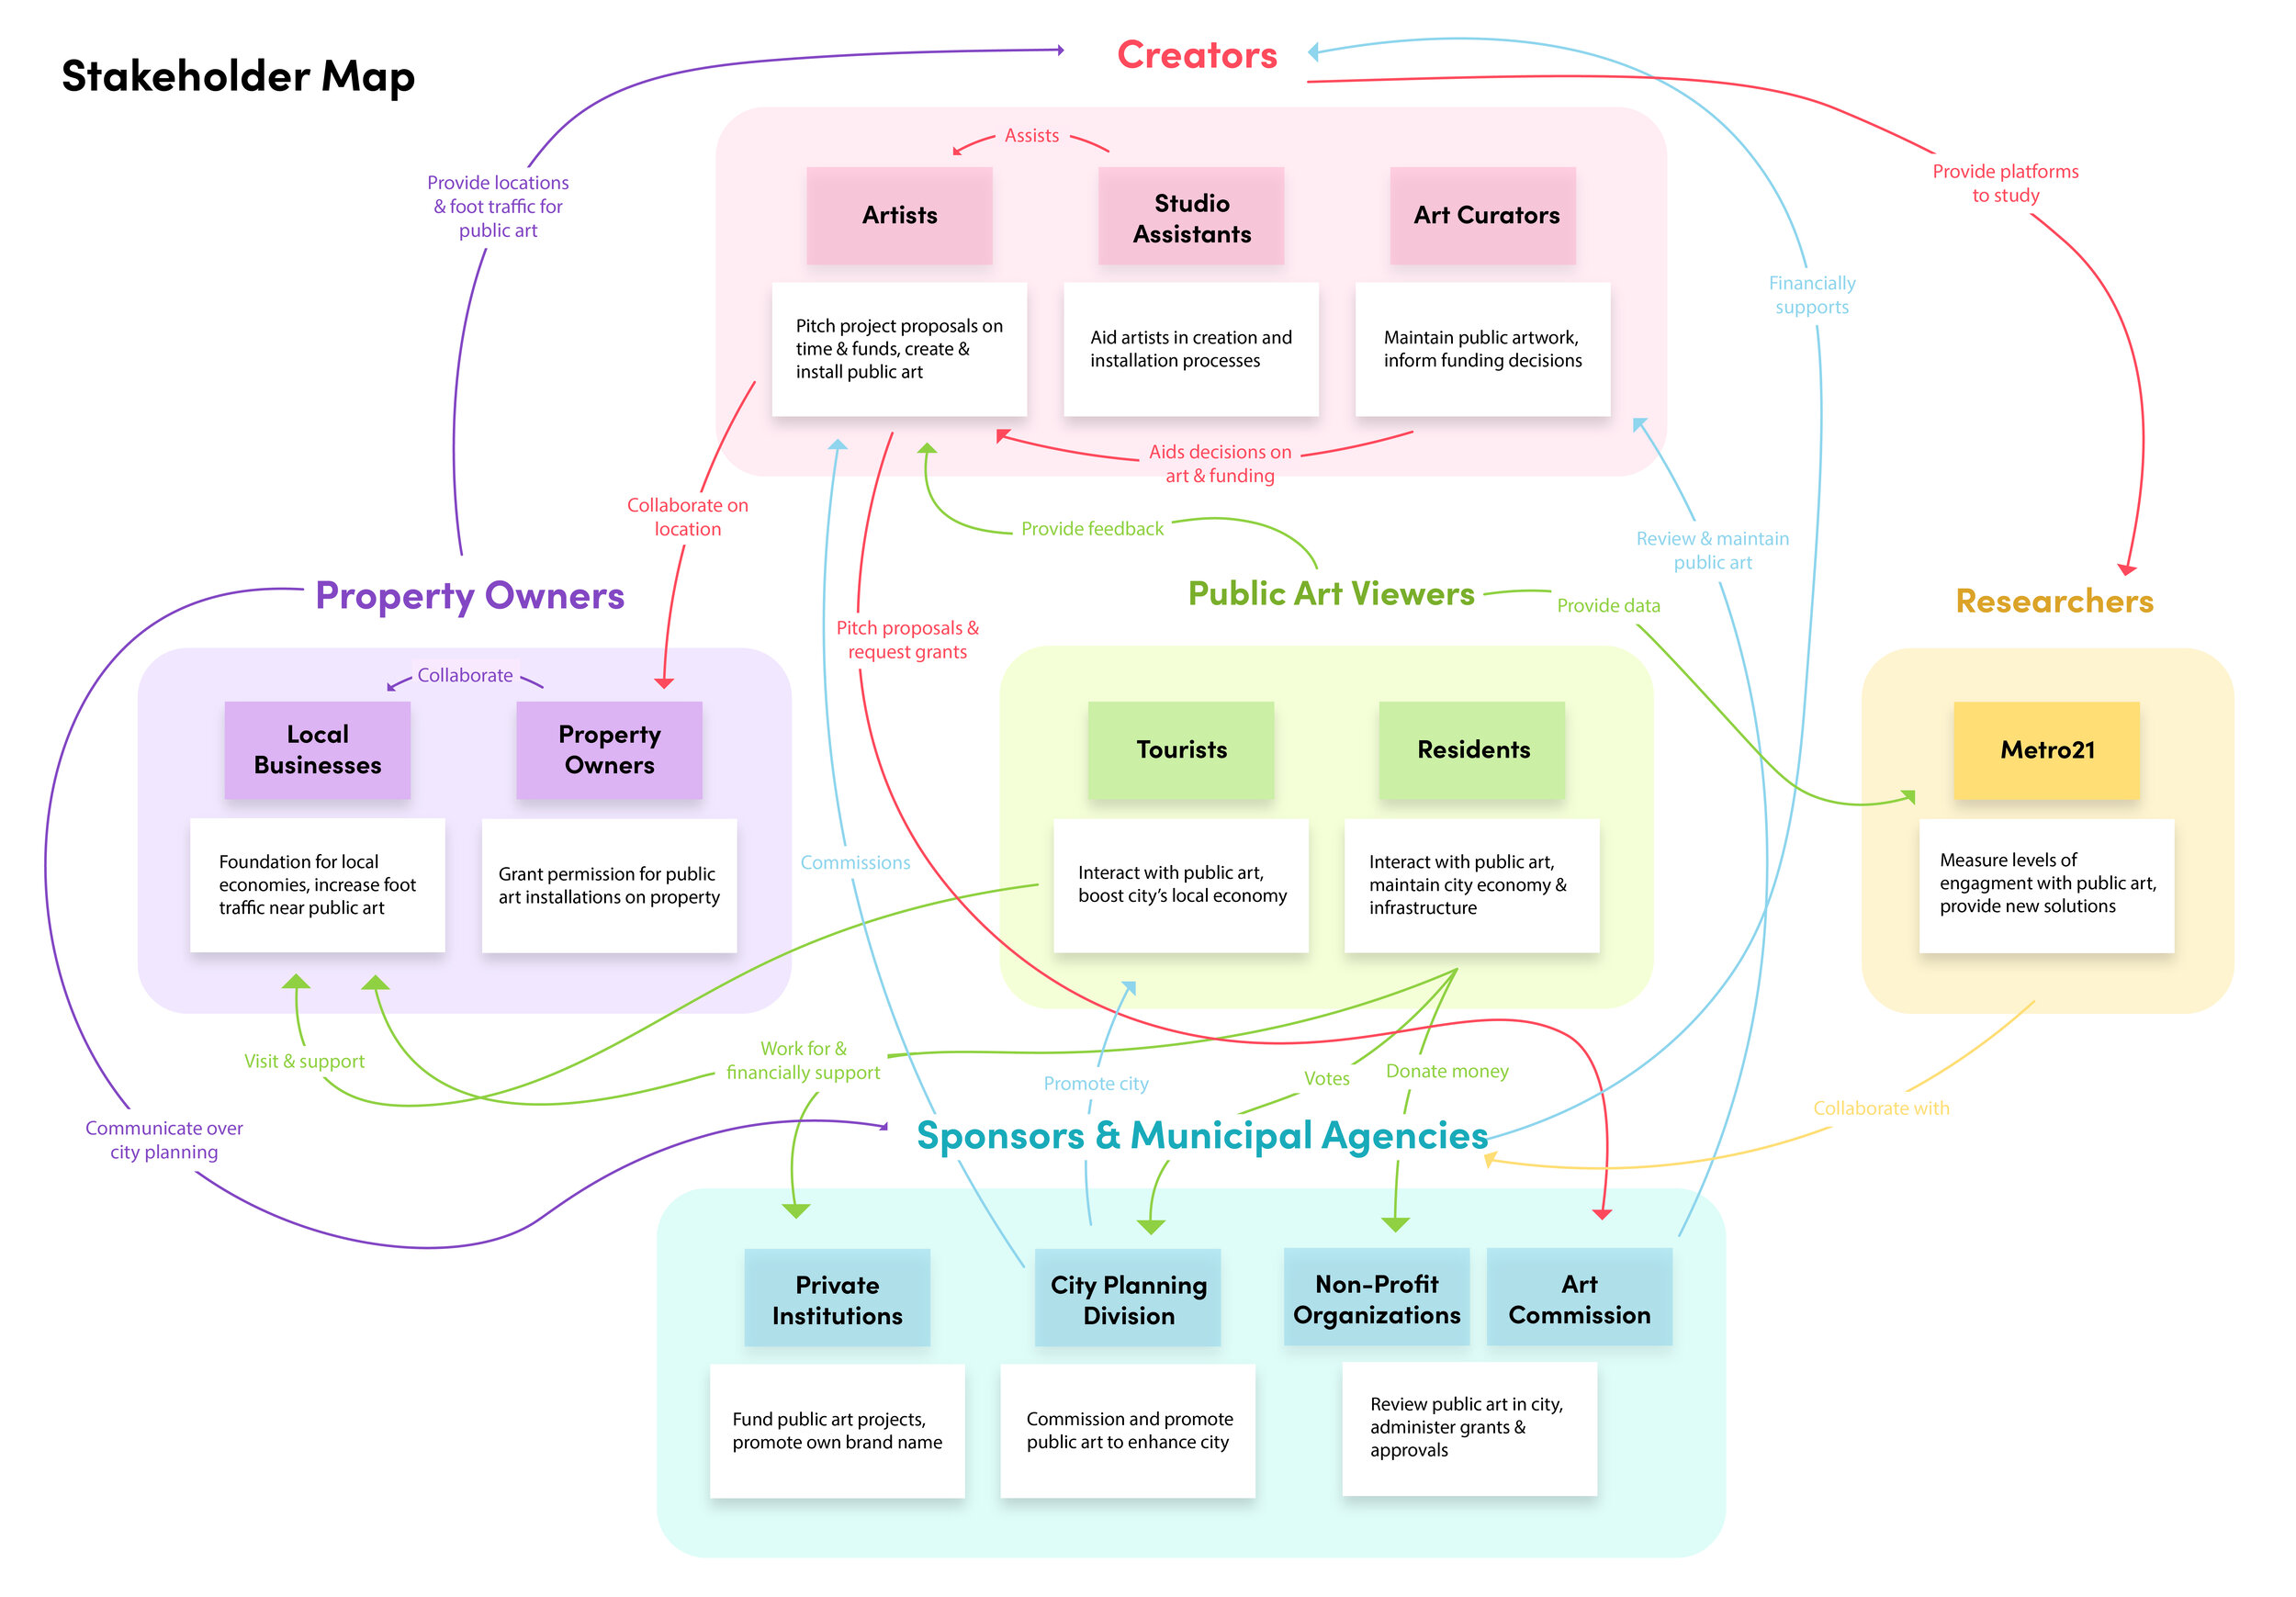 Stakeholder Map
Creators
Assists
Artists
Studio
Assistants
Art Curators
Pitch project proposals on
time & funds, create &
install public art
Aid artists in creation and
installation processes
Maintain public artwork,
inform funding decisions
Aids decisions on
art & funding
Provide locations
& foot traffic for
public art
Provide platforms
to study
Financially
supports
Collaborate on
location
Provide feedback
Review & maintain
public art
Property Owners
Collaborate
Local
Businesses
Property
Owners
Foundation for local
economies, increase foot
traffic near public art
Grant permission for public
art installations on property
Pitch proposals &
request grants
Commissions
Public Art Viewers
Provide data
Tourists
Residents
Interact with public art,
boost city’s local economy
Interact with public art,
maintain city economy &
infrastructure
Researchers
Metro21
Measure levels of
engagment with public art,
provide new solutions
Visit & support
Work for &
financially support
Promote city
Votes
Donate money
Collaborate with
Communicate over
city planning
Sponsors & Municipal Agencies
Private
Institutions
City Planning
Division
Non-Profit
Organizations
Art
Commission
Fund public art projects,
promote own brand name
Commission and promote
public art to enhance city
Review public art in city,
administer grants &
approvals